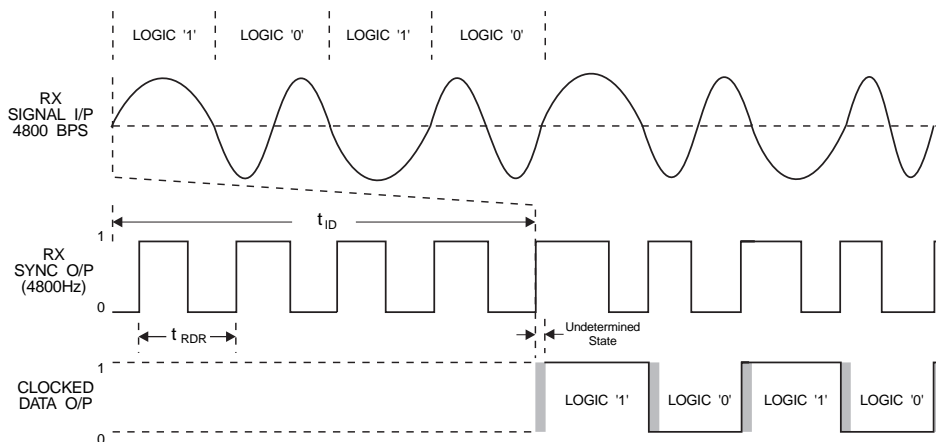 LOGIC '1' LOGIC '0' LOGIC '1' LOGIC '0'
RX
SIGNAL I/P
4800 BPS
t ID
1
RX
SYNC O/P
(4800Hz)
0
t RDR
Undetermined
State
1
CLOCKED
DATA O/P
LOGIC '1' LOGIC '0' LOGIC '1' LOGIC '0'
0